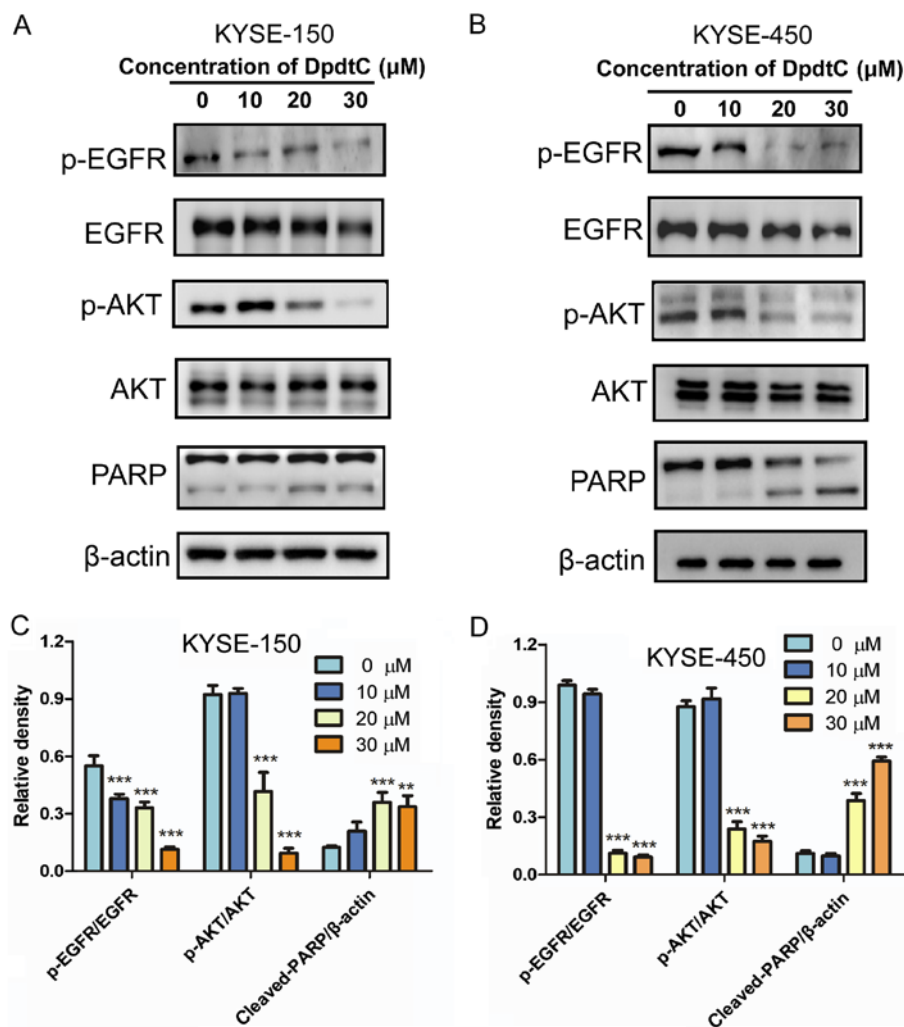 A
KYSE-150
Concentration of DpdtC (μM)
0 10 20 30
p-EGFR
EGFR
p-AKT
AKT
PARP
β-actin
B
KYSE-450
Concentration of DpdtC (μM)
0 10 20 30
p-EGFR
EGFR
p-AKT
AKT
PARP
β-actin
C
KYSE-150
Relative density
1.2
0.9
0.6
0.3
0.0
0 μM
10 μM
20 μM
30 μM
*** *** ***
*** ***
*** **
p-EGFR/EGFR
p-AKT/AKT
Cleaved-PARP/β-actin
D
KYSE-450
Relative density
1.2
0.9
0.6
0.3
0.0
0 μM
10 μM
20 μM
30 μM
*** ***
*** ***
*** ***
p-EGFR/EGFR
p-AKT/AKT
Cleaved-PARP/β-actin